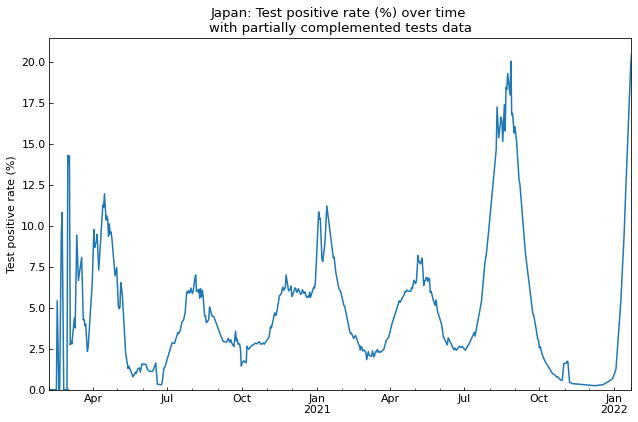 Japan: Test positive rate (%) over time
with partially complemented tests data
Test positive rate (%)
20.0
17.5
15.0
12.5
10.0
7.5
5.0
2.5
0.0
Apr Jul Oct Jan Apr Jul Oct Jan
2021 2022